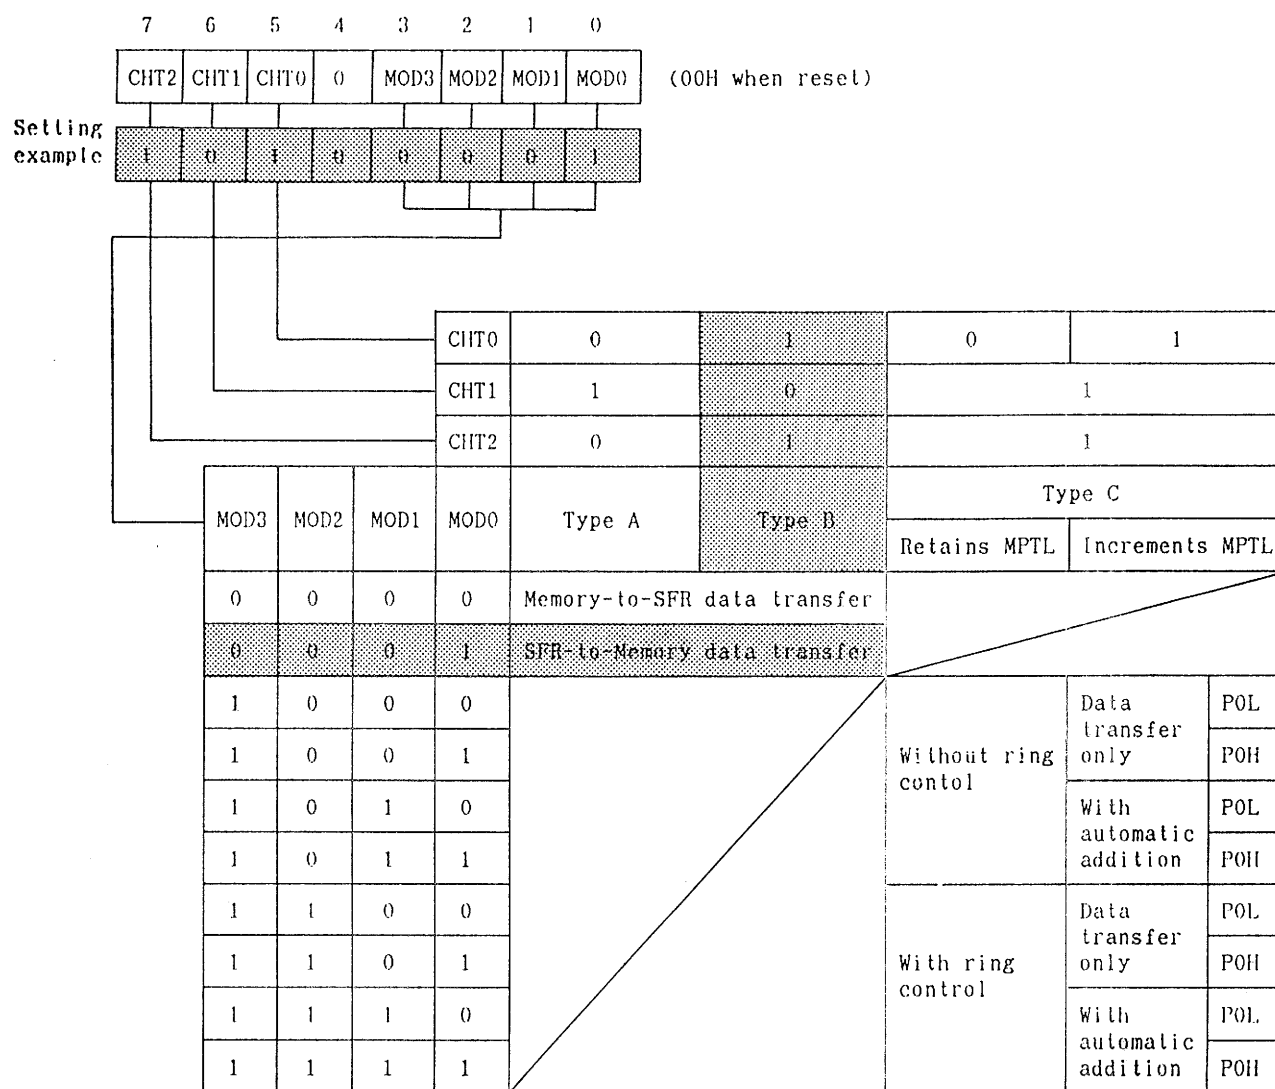 7 6 5 4 3 2 1 0
CHT2 CHT1 CHT0 0 MOD3 MOD2 MOD1 MOD0 (00H when reset)
Setting
example
1 0 1 0 0 0 0 1
CHT0 0 1 0 1
CHT1 1 0 1
CHT2 0 1 1
MOD3 MOD2 MOD1 MOD0 Type A Type B Type C
Retains MPTL Increments MPTL
0 0 0 0 Memory-to-SFR data transfer
0 0 0 1 SFR-to-Memory data transfer
1 0 0 0 Data POL
transfer
1 0 0 1 Without ring only POH
contol
1 0 1 0 With POL
automatic
1 0 1 1 addition POH
1 1 0 0 Data POL
transfer
1 1 0 1 With ring only POH
control
1 1 1 0 With POL
automatic
1 1 1 1 addition POH